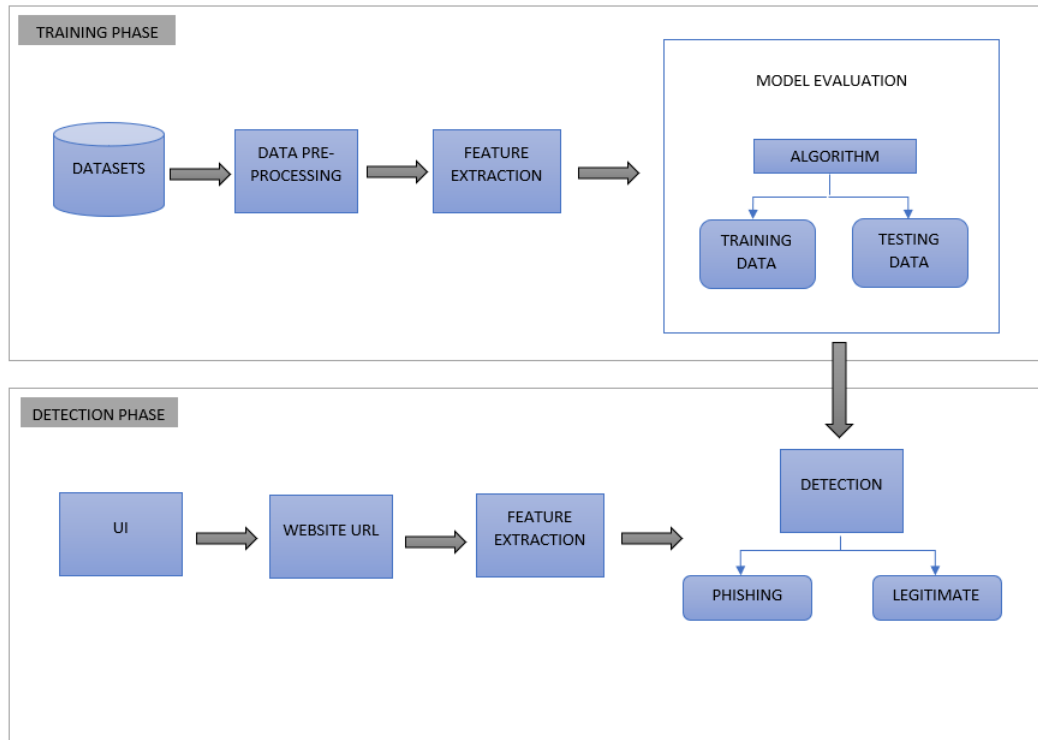 TRAINING PHASE
MODEL EVALUATION
DATASETS
DATA PRE-
PROCESSING
FEATURE
EXTRACTION
ALGORITHM
TRAINING
DATA
TESTING
DATA
DETECTION PHASE
UI
WEBSITE URL
FEATURE
EXTRACTION
DETECTION
PHISHING
LEGITIMATE